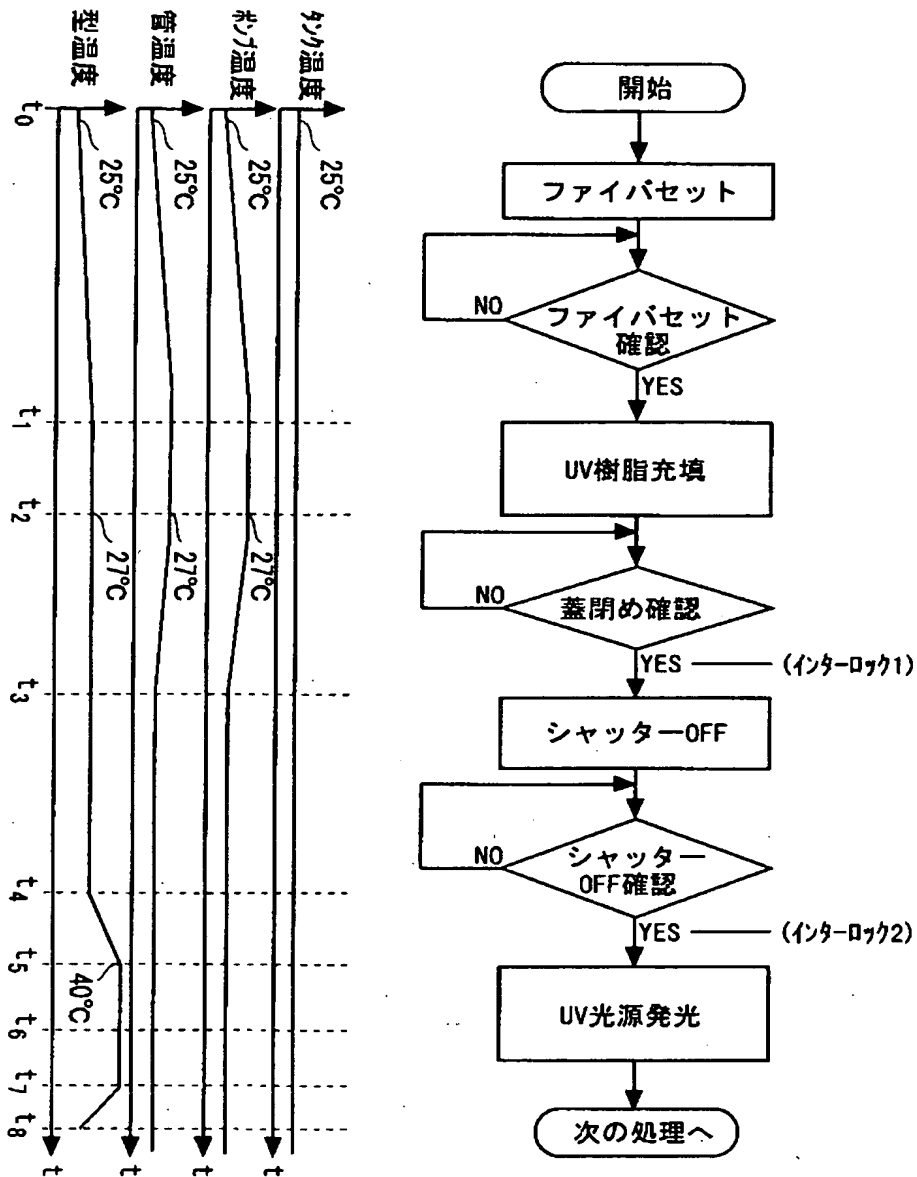 タンク温度
25℃
ポンプ温度
25℃
27℃
管温度
25℃
27℃
型温度
25℃
27℃
40℃
t0
t1
t2
t3
t4
t5
t6
t7
t8
t
t
t
t
開始
ファイバセット
ファイバセット
確認
NO
YES
UV樹脂充填
蓋閉め確認
NO
YES
(インターロック1)
シャッターOFF
シャッター
OFF確認
NO
YES
(インターロック2)
UV光源発光
次の処理へ